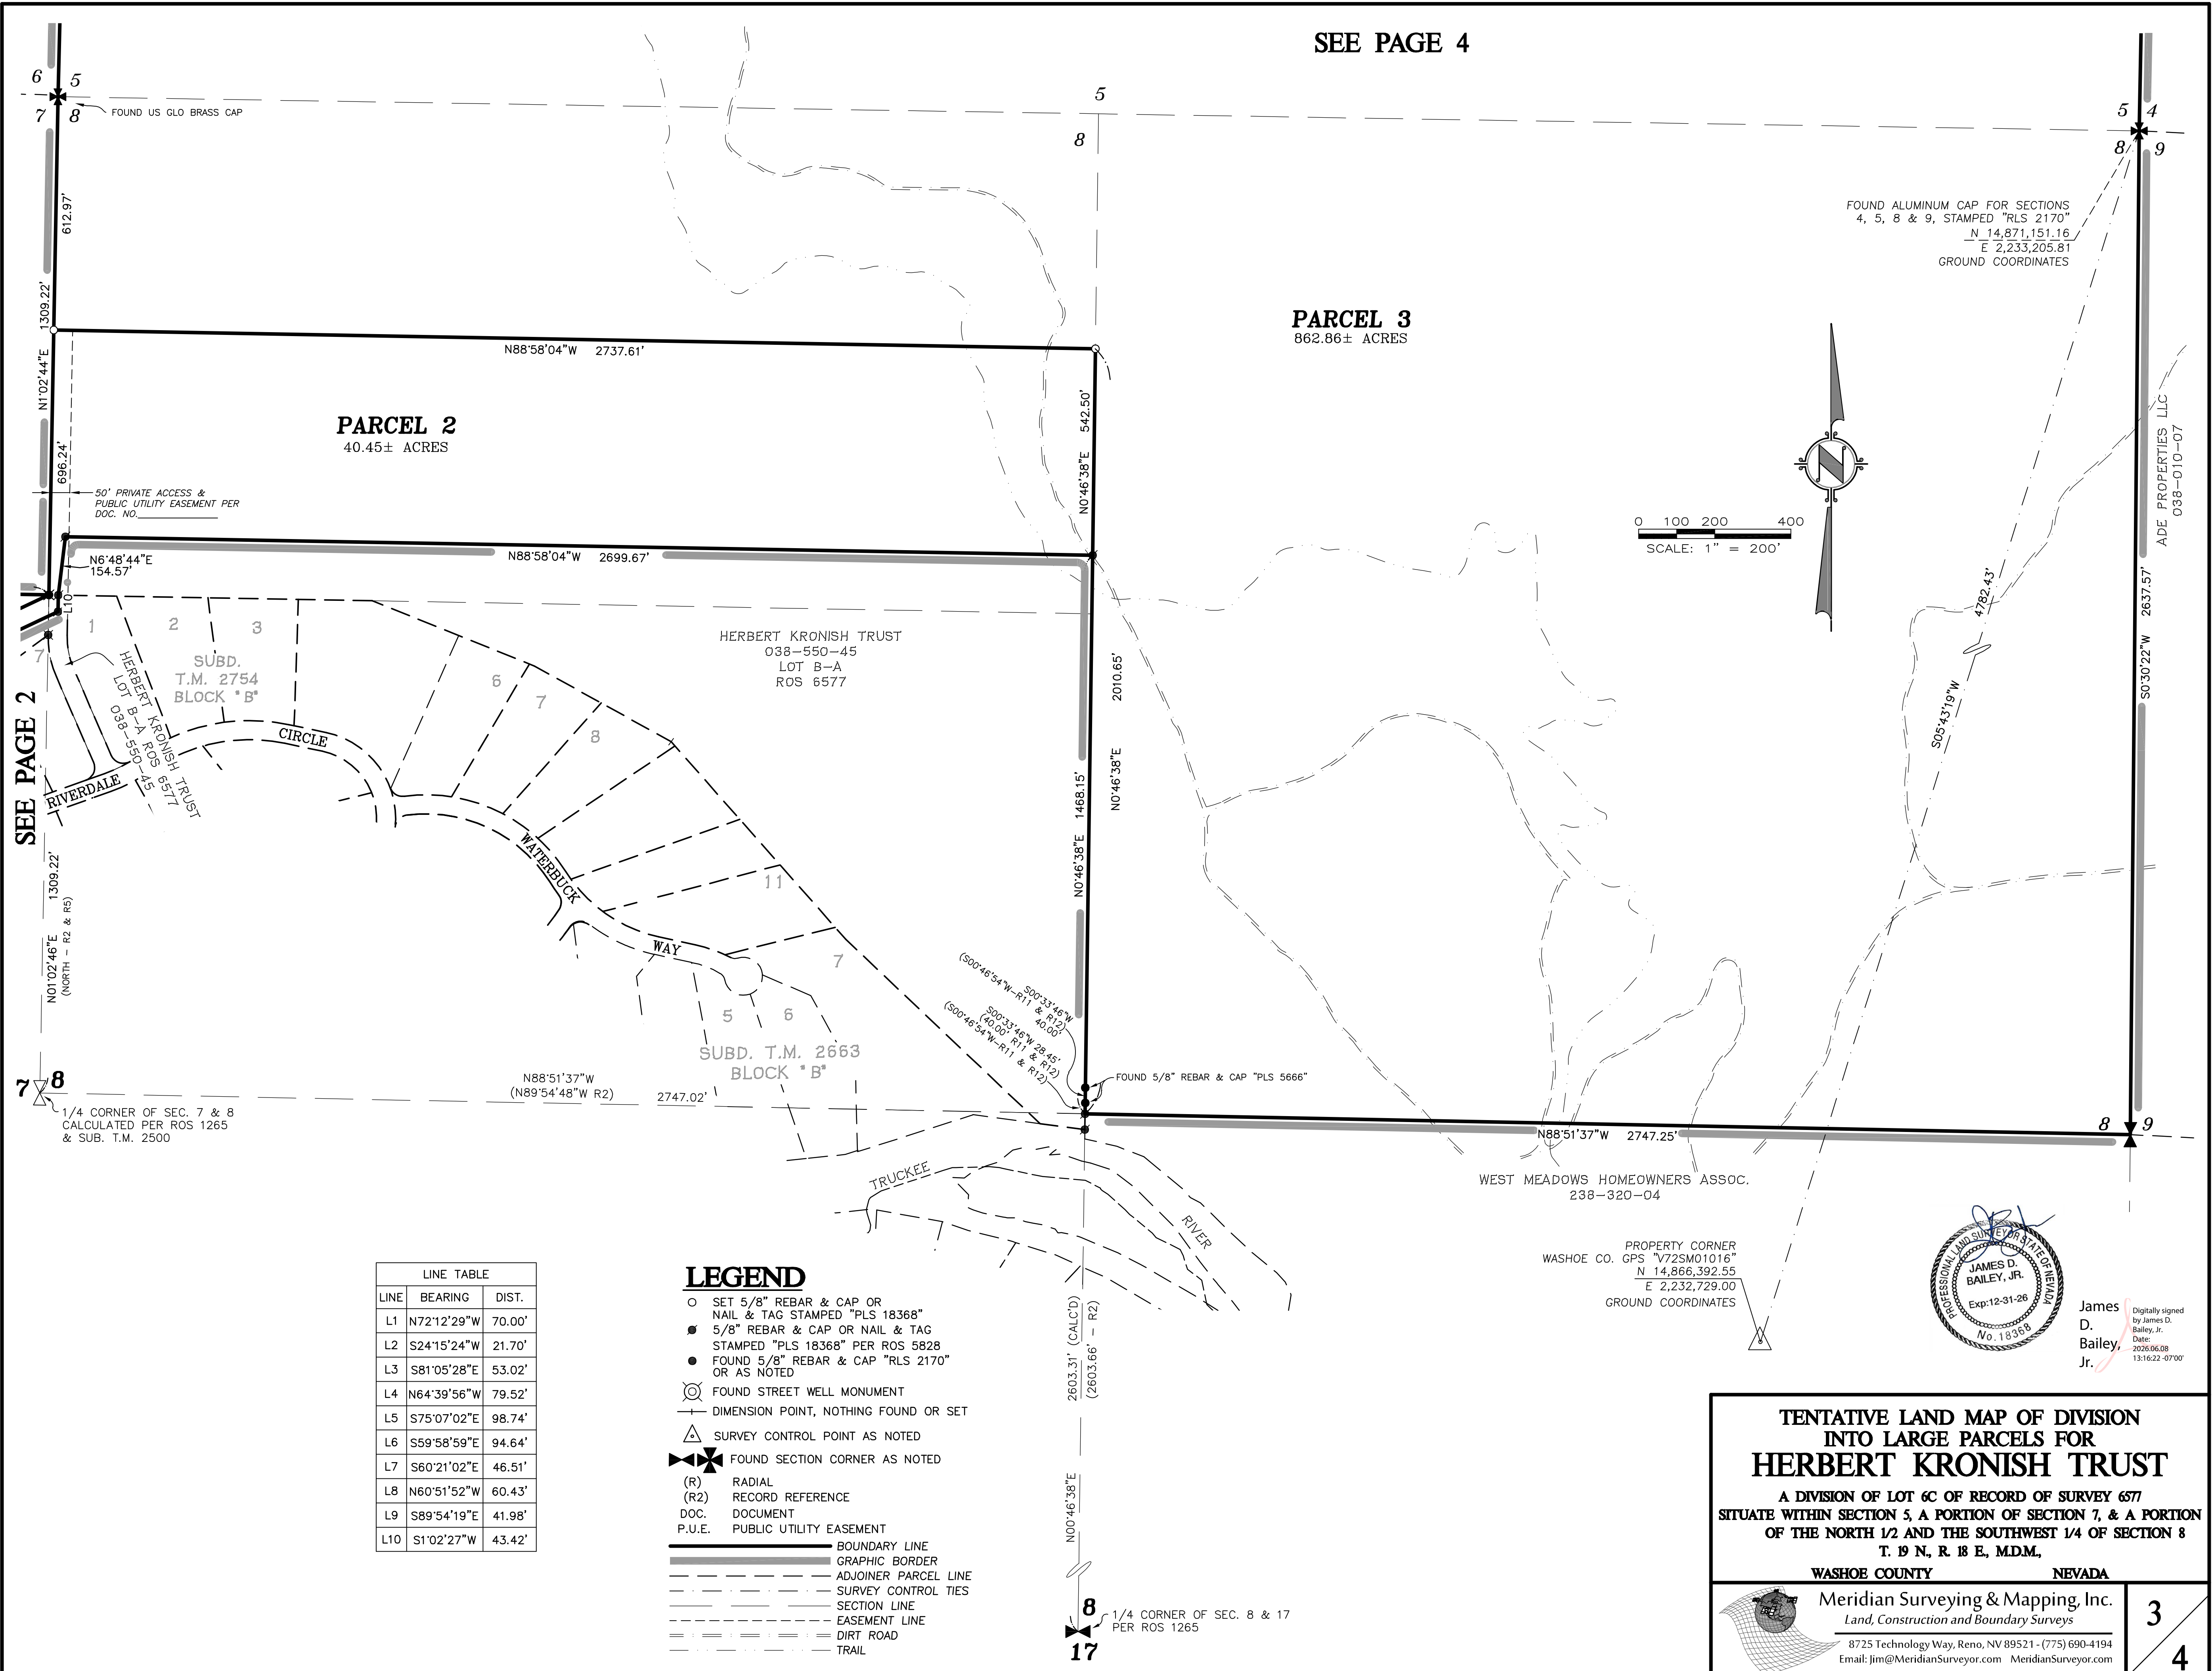 SEE PAGE 4
6 5
7 8
FOUND US GLO BRASS CAP
5
8
5 4
8 9
FOUND ALUMINUM CAP FOR SECTIONS
4, 5, 8 & 9, STAMPED "RLS 2170"
N 14,871,151.16
E 2,233,205.81
GROUND COORDINATES
612.97'
1309.22'
N1°02'44"E
696.24'
N88°58'04"W 2737.61'
PARCEL 3
862.86± ACRES
PARCEL 2
40.45± ACRES
N0°46'38"E 542.50'
50' PRIVATE ACCESS &
PUBLIC UTILITY EASEMENT PER
DOC. NO.
N
0 100 200 400
SCALE: 1" = 200'
ADE PROPERTIES LLC
038-010-07
N6°48'44"E
154.57'
N88°58'04"W 2699.67'
L10
1
2
3
7
SUBD.
T.M. 2754
BLOCK "B"
HERBERT KRONISH TRUST
LOT B-A ROS 6577
038-550-45
HERBERT KRONISH TRUST
038-550-45
LOT B-A
ROS 6577
6
7
8
11
7
2010.65'
N0°46'38"E
N0°46'38"E 1468.15'
4782.43'
S05°43'19"W
S0°30'22"W 2637.57'
SEE PAGE 2
RIVERDALE
CIRCLE
WATERBUCK
WAY
1309.22'
N01°02'46"E
(NORTH - R2 & R5)
5
6
SUBD. T.M. 2663
BLOCK "B"
S00°33'46"W 40.00'
(S00°46'54"W-R11 & R12)
S00°33'46"W 28.45'
(40.00' R11 & R12)
(S00°46'54"W-R11 & R12)
FOUND 5/8" REBAR & CAP "PLS 5666"
7 8
N88°51'37"W
(N89°54'48"W R2)
2747.02'
1/4 CORNER OF SEC. 7 & 8
CALCULATED PER ROS 1265
& SUB. T.M. 2500
N88°51'37"W 2747.25'
8 9
TRUCKEE
RIVER
WEST MEADOWS HOMEOWNERS ASSOC.
238-320-04
PROPERTY CORNER
WASHOE CO. GPS "V72SM01016"
N 14,866,392.55
E 2,232,729.00
GROUND COORDINATES
PROFESSIONAL LAND SURVEYOR STATE OF NEVADA
JAMES D.
BAILEY, JR.
Exp:12-31-26
No. 18368
James
D.
Bailey,
Jr.
Digitally signed
by James D.
Bailey, Jr.
Date:
2026.06.08
13:16:22 -07'00'
LINE TABLE
LINE BEARING DIST.
L1 N72°12'29"W 70.00'
L2 S24°15'24"W 21.70'
L3 S81°05'28"E 53.02'
L4 N64°39'56"W 79.52'
L5 S75°07'02"E 98.74'
L6 S59°58'59"E 94.64'
L7 S60°21'02"E 46.51'
L8 N60°51'52"W 60.43'
L9 S89°54'19"E 41.98'
L10 S1°02'27"W 43.42'
LEGEND
SET 5/8" REBAR & CAP OR
NAIL & TAG STAMPED "PLS 18368"
5/8" REBAR & CAP OR NAIL & TAG
STAMPED "PLS 18368" PER ROS 5828
FOUND 5/8" REBAR & CAP "RLS 2170"
OR AS NOTED
FOUND STREET WELL MONUMENT
DIMENSION POINT, NOTHING FOUND OR SET
SURVEY CONTROL POINT AS NOTED
FOUND SECTION CORNER AS NOTED
(R) RADIAL
(R2) RECORD REFERENCE
DOC. DOCUMENT
P.U.E. PUBLIC UTILITY EASEMENT
BOUNDARY LINE
GRAPHIC BORDER
ADJOINER PARCEL LINE
SURVEY CONTROL TIES
SECTION LINE
EASEMENT LINE
DIRT ROAD
TRAIL
2603.31' (CALC'D)
(2603.66' - R2)
N00°46'38"E
8
17
1/4 CORNER OF SEC. 8 & 17
PER ROS 1265
TENTATIVE LAND MAP OF DIVISION
INTO LARGE PARCELS FOR
HERBERT KRONISH TRUST
A DIVISION OF LOT 6C OF RECORD OF SURVEY 6577
SITUATE WITHIN SECTION 5, A PORTION OF SECTION 7, & A PORTION
OF THE NORTH 1/2 AND THE SOUTHWEST 1/4 OF SECTION 8
T. 19 N., R. 18 E., M.D.M.,
WASHOE COUNTY NEVADA
Meridian Surveying & Mapping, Inc.
Land, Construction and Boundary Surveys
8725 Technology Way, Reno, NV 89521 - (775) 690-4194
Email: Jim@MeridianSurveyor.com MeridianSurveyor.com
3
4